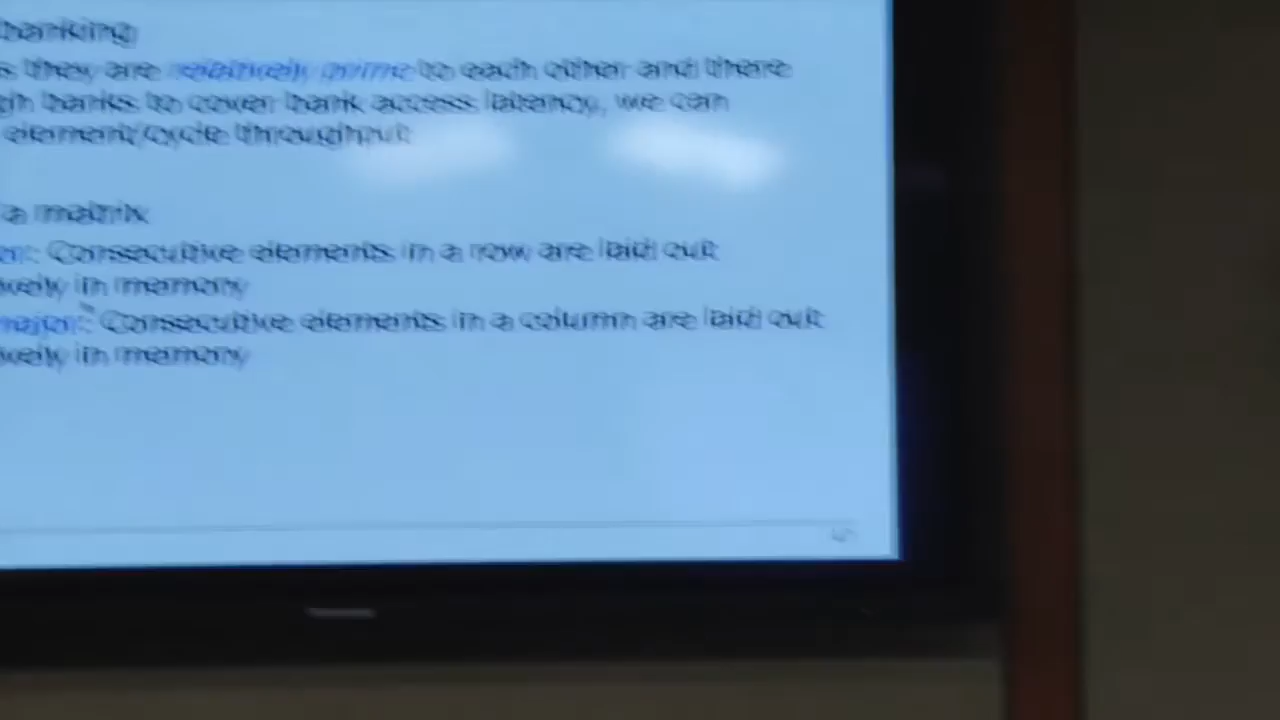 banking
they are relatively prime to each other and there
banks to cover bank access latency, we can
element/cycle throughput
a matrix
Consecutive elements in a row are laid out
in memory
major: Consecutive elements in a column are laid out
in memory